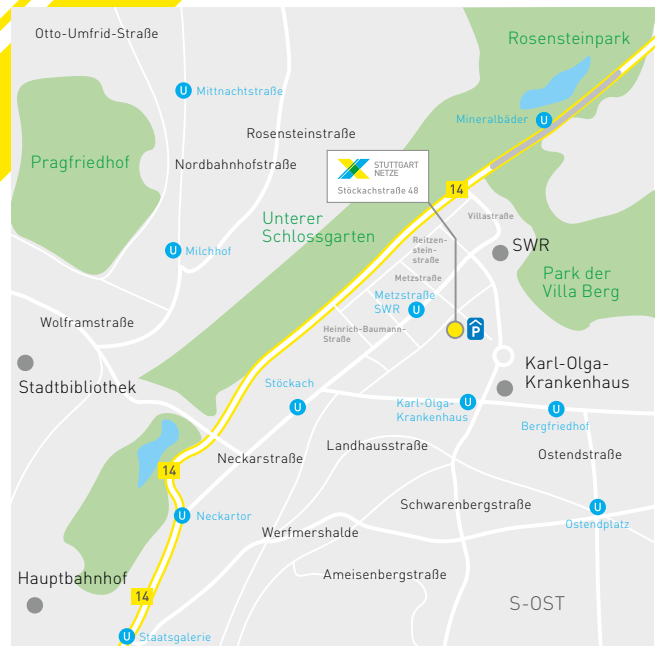 Otto-Umfrid-Straße
Rosensteinpark
U Mittnachtstraße
Mineralbäder U
Rosensteinstraße
Pragfriedhof
Nordbahnhofstraße
STUTTGART
NETZE
Stöckachstraße 48
14
Villastraße
Unterer
Schlossgarten
Reitzen-
stein-
straße
SWR
U Milchhof
Metzstraße
Park der
Villa Berg
Metzstraße
SWR U
Wolframstraße
Heinrich-Baumann-
Straße
P
Stadtbibliothek
Karl-Olga-
Krankenhaus
Stöckach
U
Karl-Olga-
Krankenhaus
U
U
Bergfriedhof
Landhausstraße
Neckarstraße
Ostendstraße
14
Schwarenbergstraße
U
Ostendplatz
U Neckartor
Werfmershalde
Hauptbahnhof
Ameisenbergstraße
14
S-OST
U Staatsgalerie